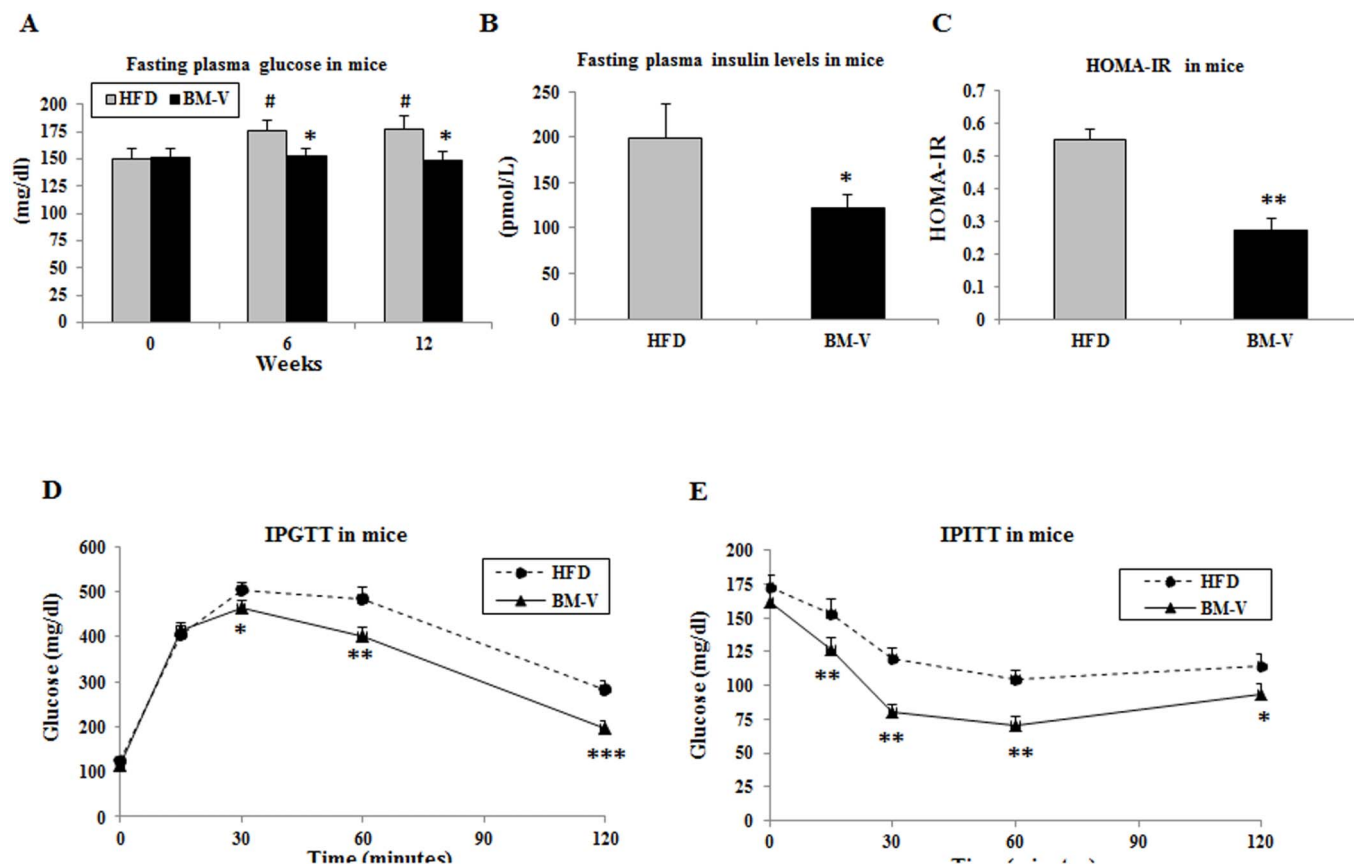 A
Fasting plasma glucose in mice
HFD BM-V
200
175
150
125
100
75
50
25
0
(mg/dl)
# #
* *
0 6 12
Weeks
B
Fasting plasma insulin levels in mice
250
200
150
100
50
0
(pmol/L)
*
HFD BM-V
C
HOMA-IR in mice
0.7
0.6
0.5
0.4
0.3
0.2
0.1
0
HOMA-IR
**
HFD BM-V
D
IPGTT in mice
HFD
BM-V
600
500
400
300
200
100
0
Glucose (mg/dl)
*
**
***
0 30 60 90 120
Time (minutes)
E
IPITT in mice
HFD
BM-V
200
175
150
125
100
75
50
25
0
Glucose (mg/dl)
**
**
**
*
0 30 60 90 120
Time (minutes)